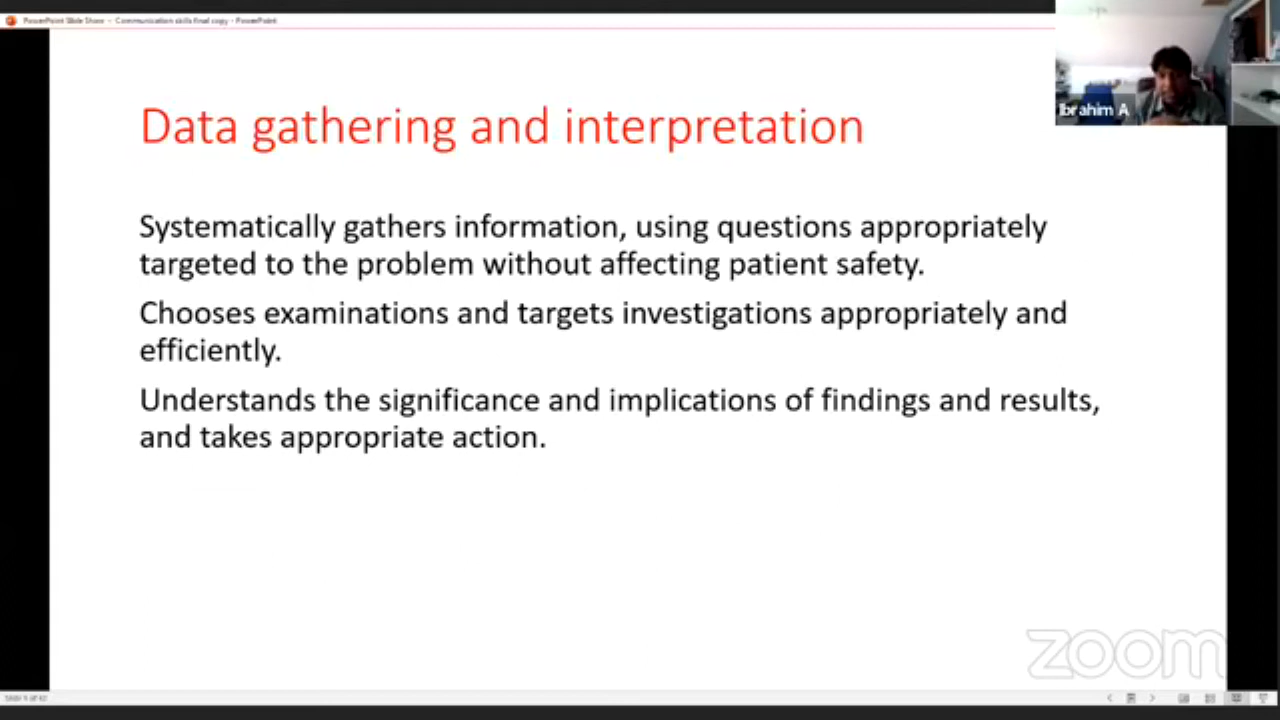 PowerPoint Slide Show - Communication skills final copy - PowerPoint
Ibrahim A
Data gathering and interpretation
Systematically gathers information, using questions appropriately
targeted to the problem without affecting patient safety.
Chooses examinations and targets investigations appropriately and
efficiently.
Understands the significance and implications of findings and results,
and takes appropriate action.
zoom